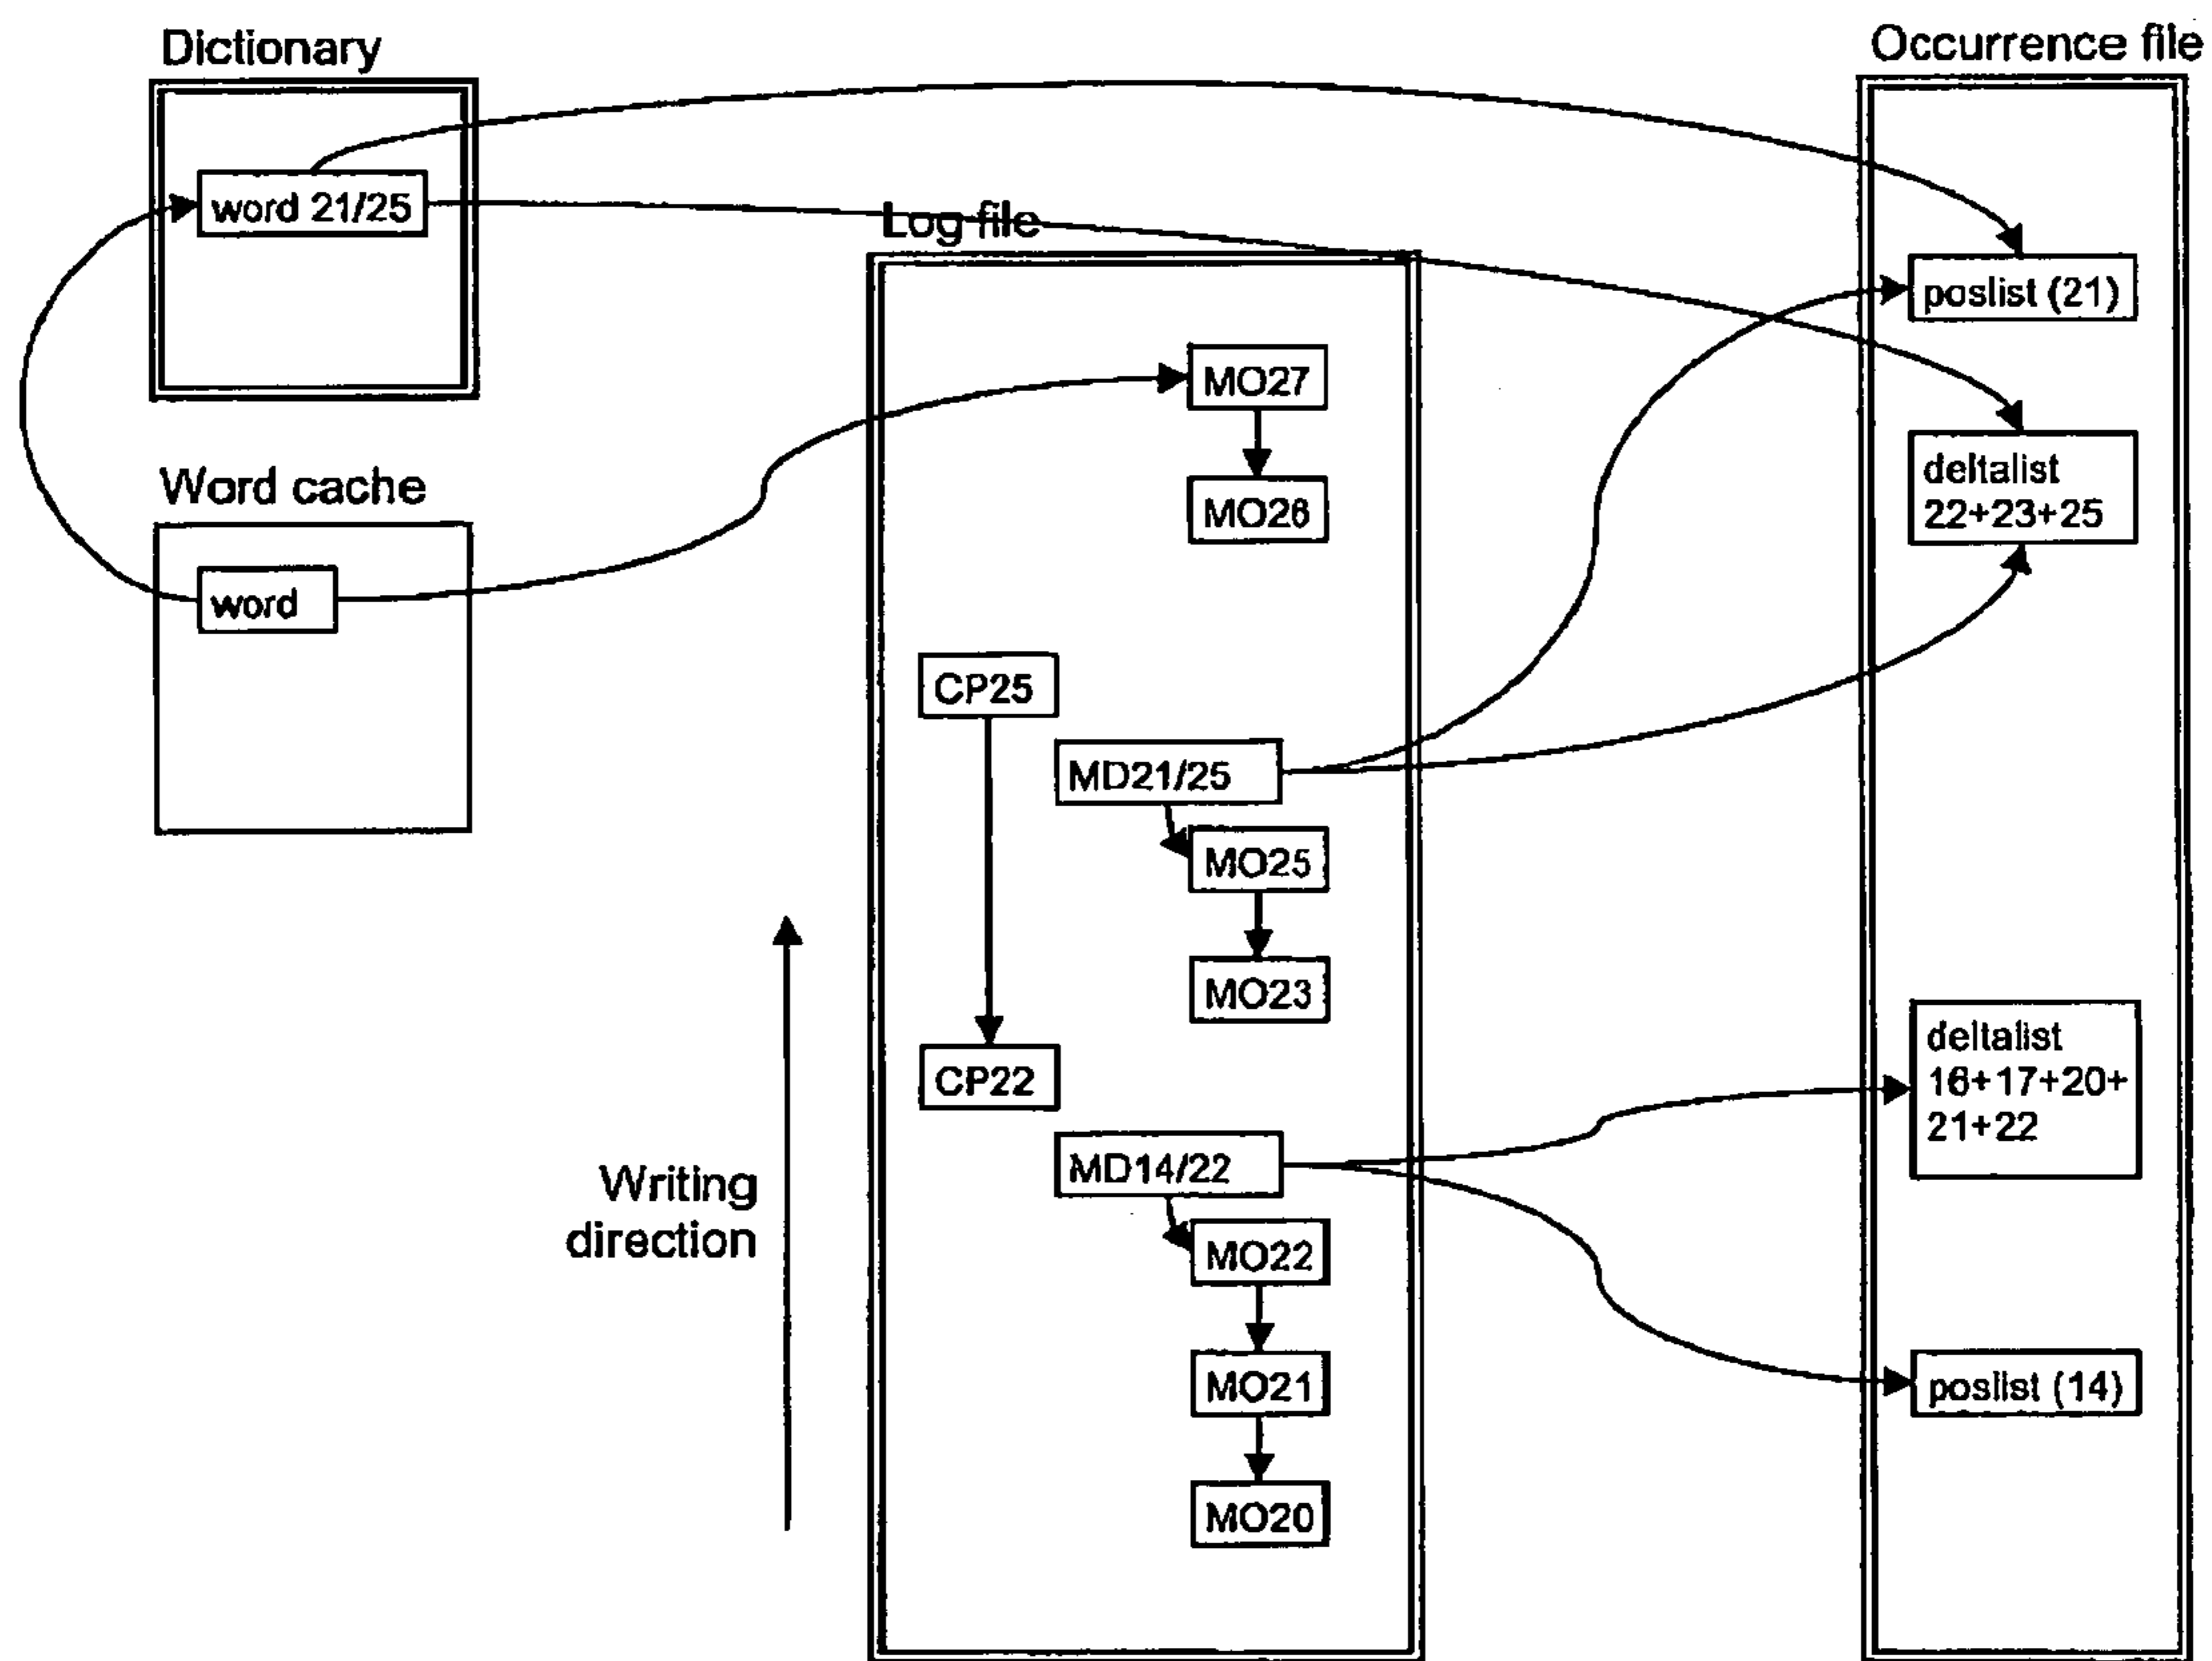 Dictionary
word 21/25
Word cache
word
Writing
direction
Log file
MO27
MO26
CP25
MD21/25
MO25
MO23
CP22
MD14/22
MO22
MO21
MO20
Occurrence file
poslist (21)
deltalist
22+23+25
deltalist
16+17+20+
21+22
poslist (14)